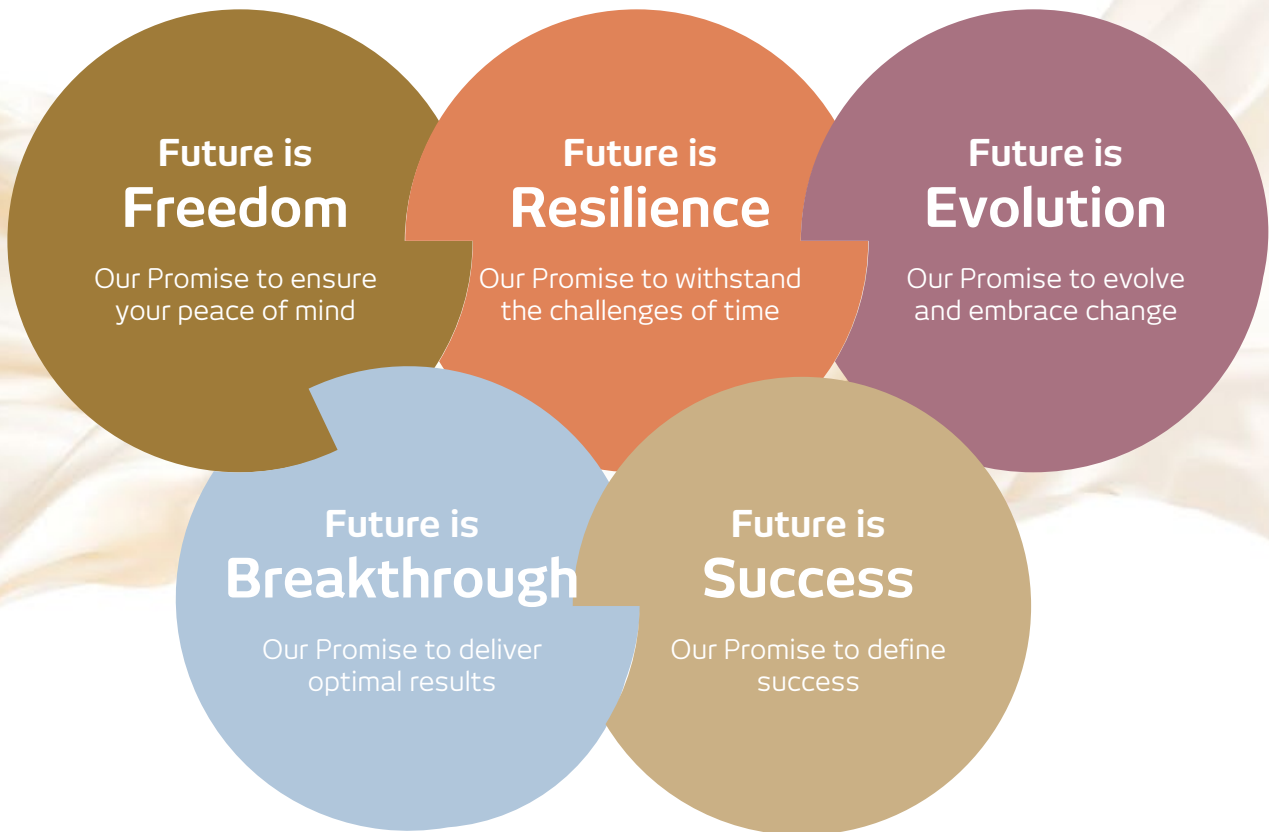 Future is
Freedom
Our Promise to ensure
your peace of mind
Future is
Resilience
Our Promise to withstand
the challenges of time
Future is
Evolution
Our Promise to evolve
and embrace change
Future is
Breakthrough
Our Promise to deliver
optimal results
Future is
Success
Our Promise to define
success